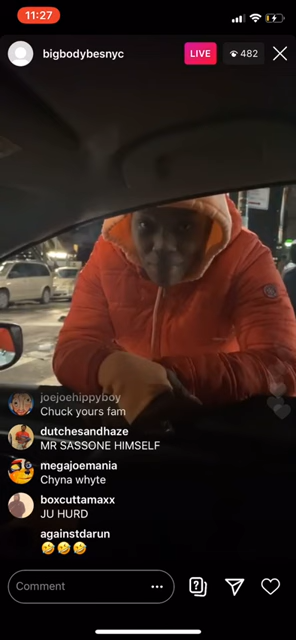 11:27
bigbodybesnyc
LIVE
482
joejoehippyboy
Chuck yours fam
dutchesandhaze
MR SASSONE HIMSELF
megajoemania
Chyna whyte
boxcuttamaxx
JU HURD
againstdarun
🤣🤣🤣
Comment